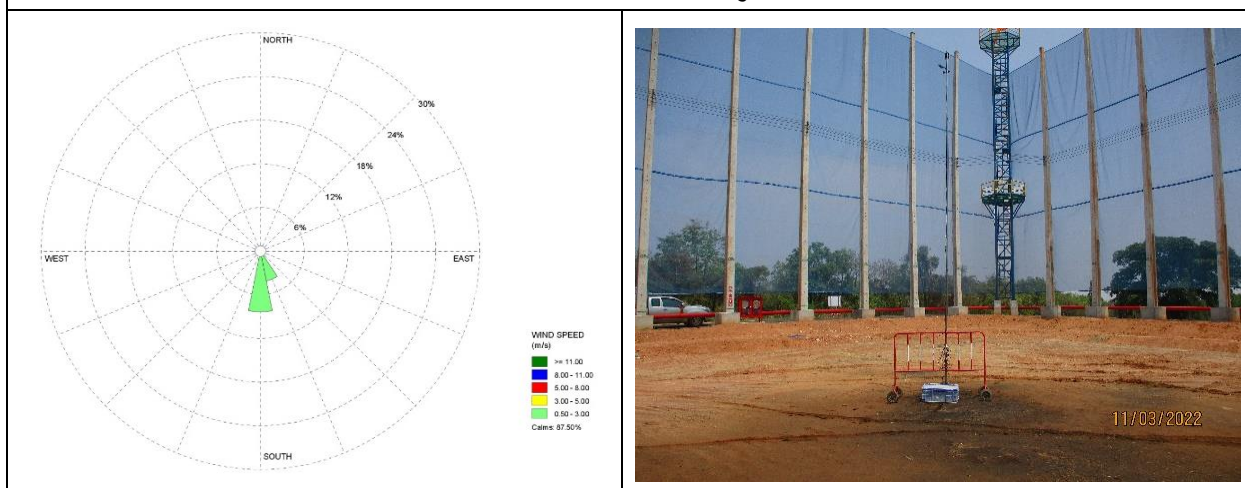 NORTH
30%
24%
18%
12%
6%
WEST
EAST
WIND SPEED
(m/s)
>= 11.00
8.00 - 11.00
5.00 - 8.00
3.00 - 5.00
0.50 - 3.00
Calms: 87.50%
SOUTH
11/03/2022